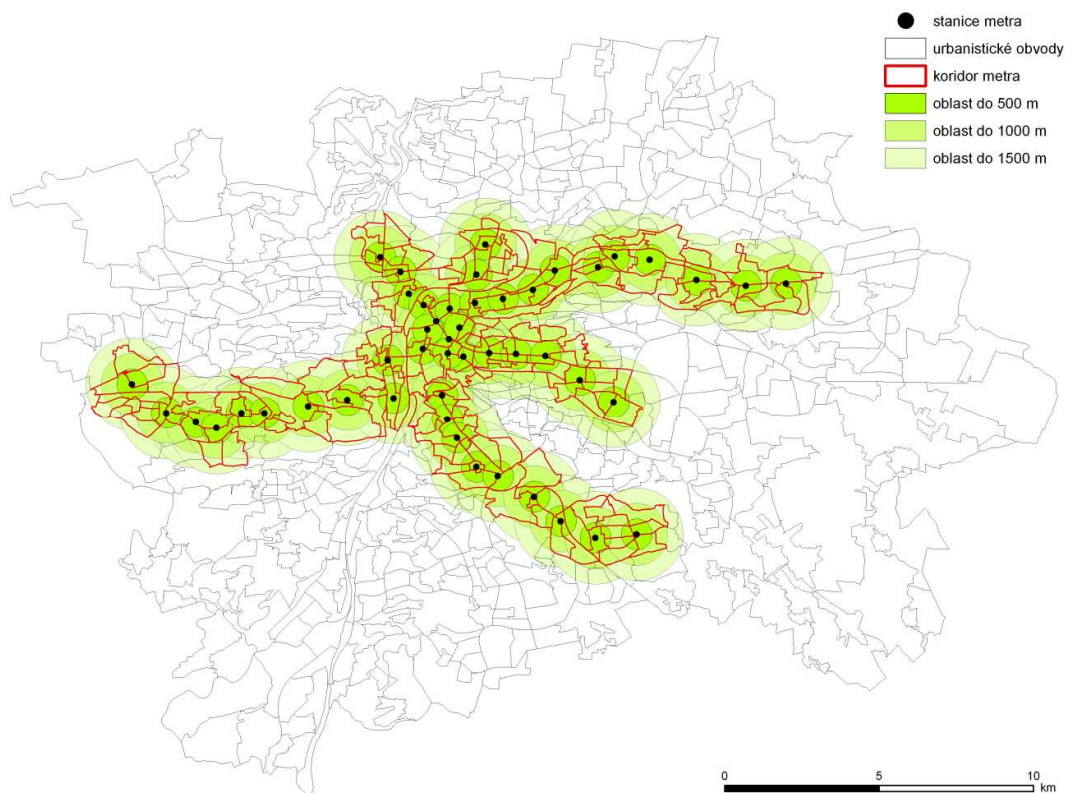 stanice metra
urbanistické obvody
koridor metra
oblast do 500 m
oblast do 1000 m
oblast do 1500 m
0 5 10
km